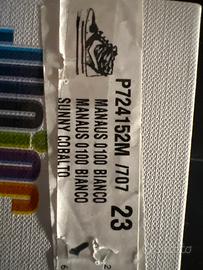 P724152M /707
23
MANAUS 0100 BIANCO
MANAUS 0100 BIANCO
SUNNY COBALTO